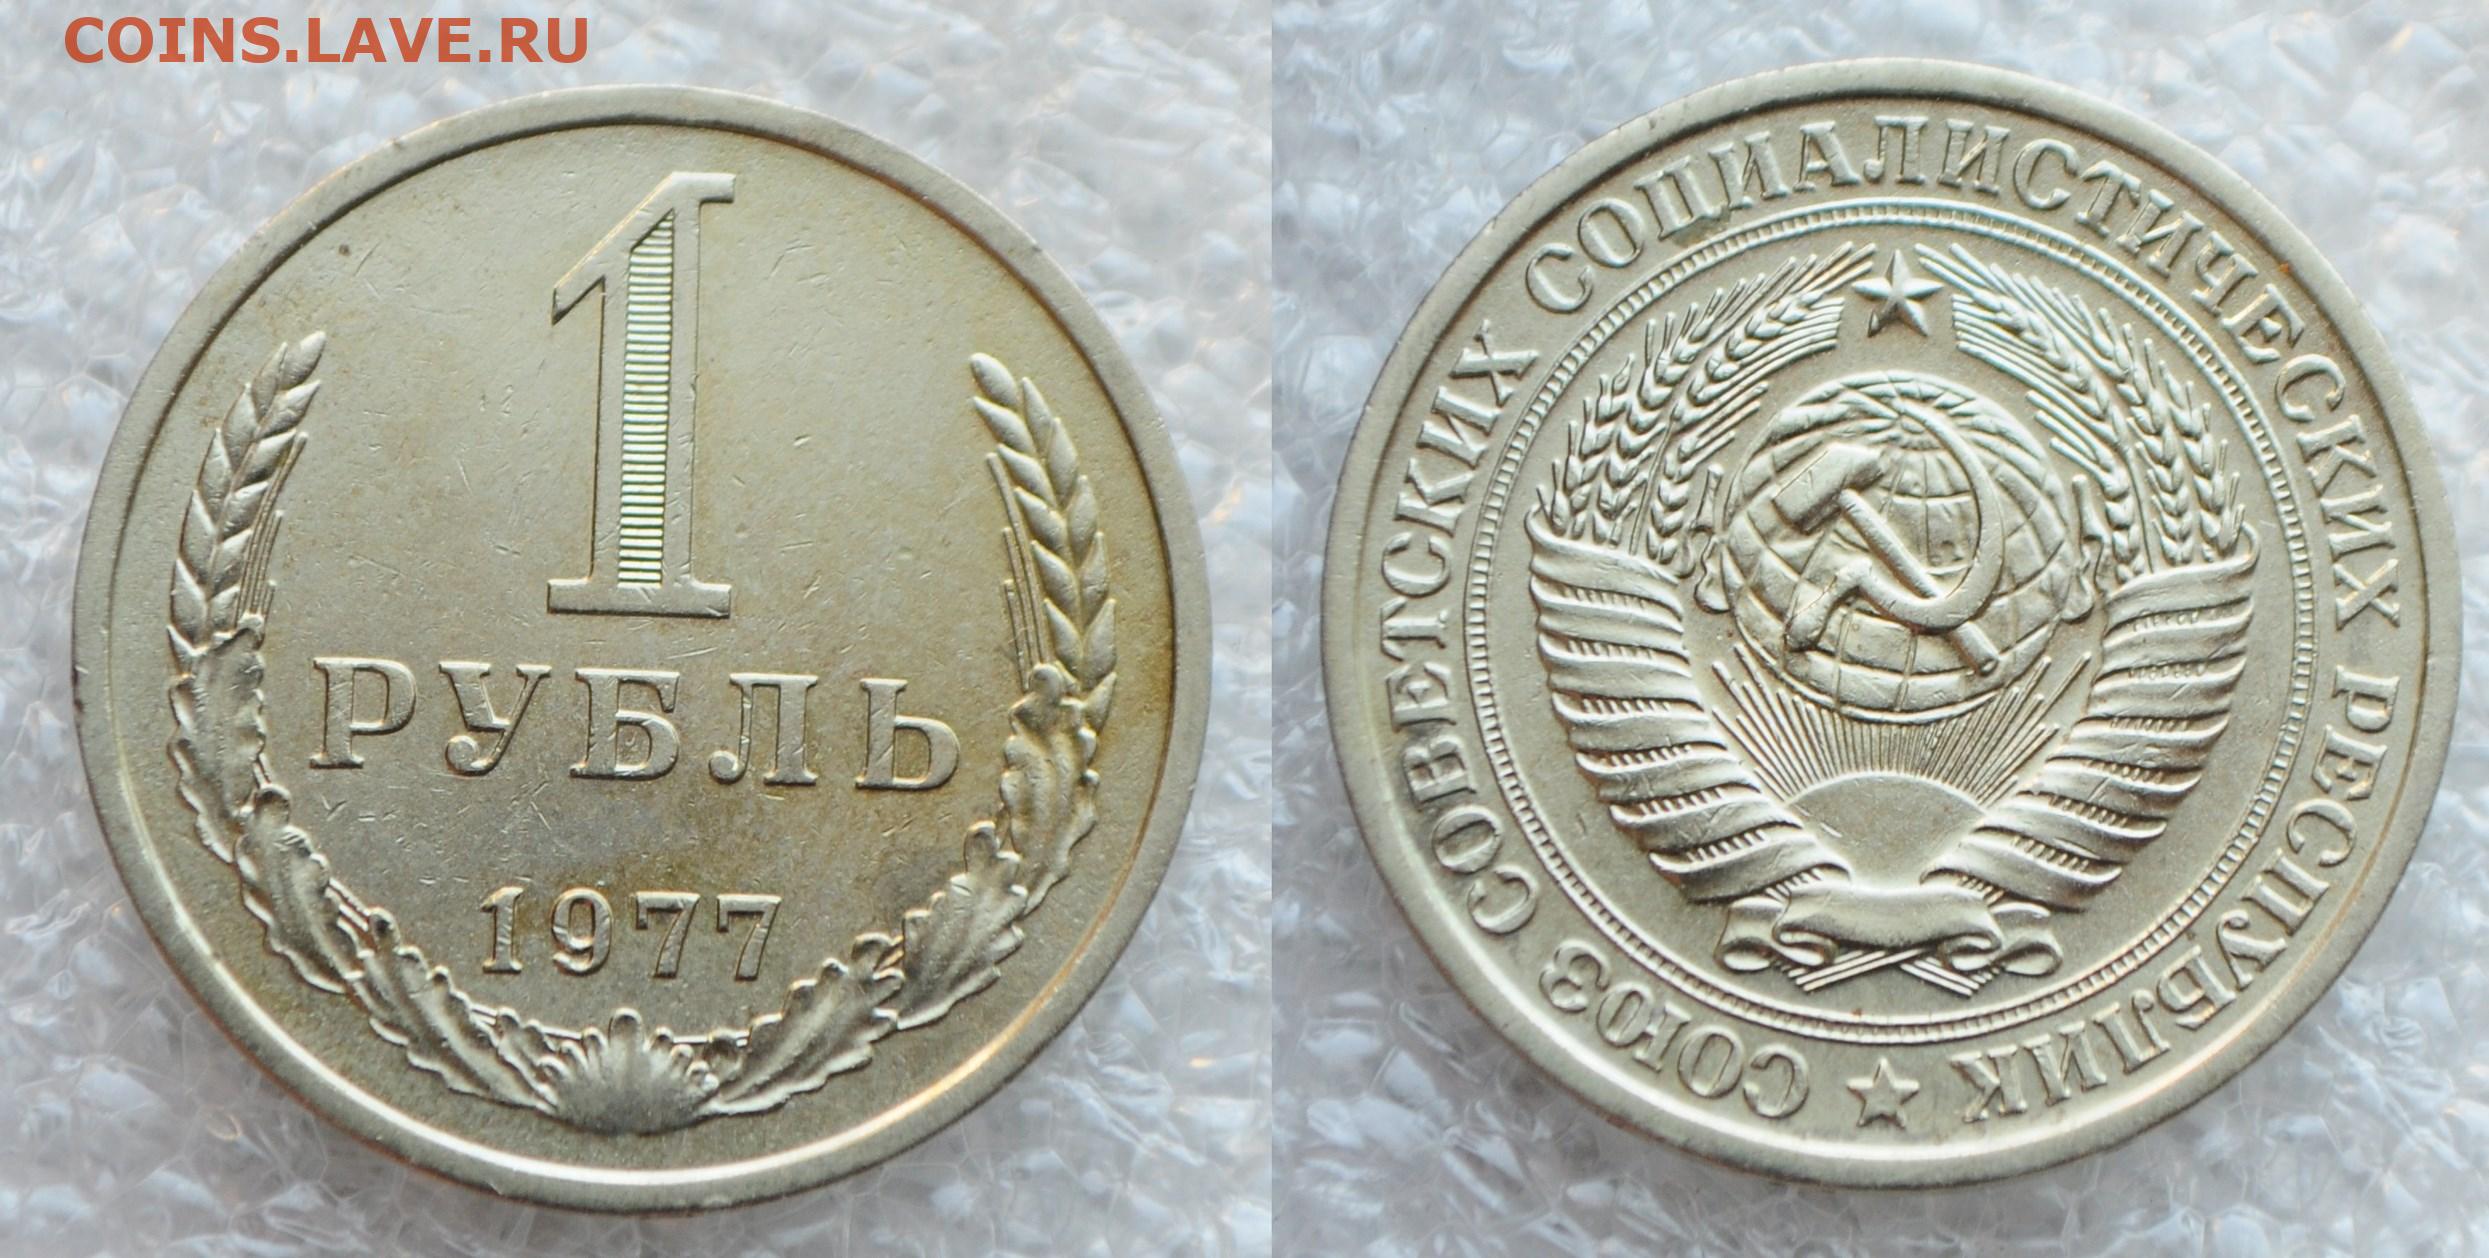 COINS.LAVE.RU
1
РУБЛЬ
1977
СОЮЗ СОВЕТСКИХ СОЦИАЛИСТИЧЕСКИХ РЕСПУБЛИК